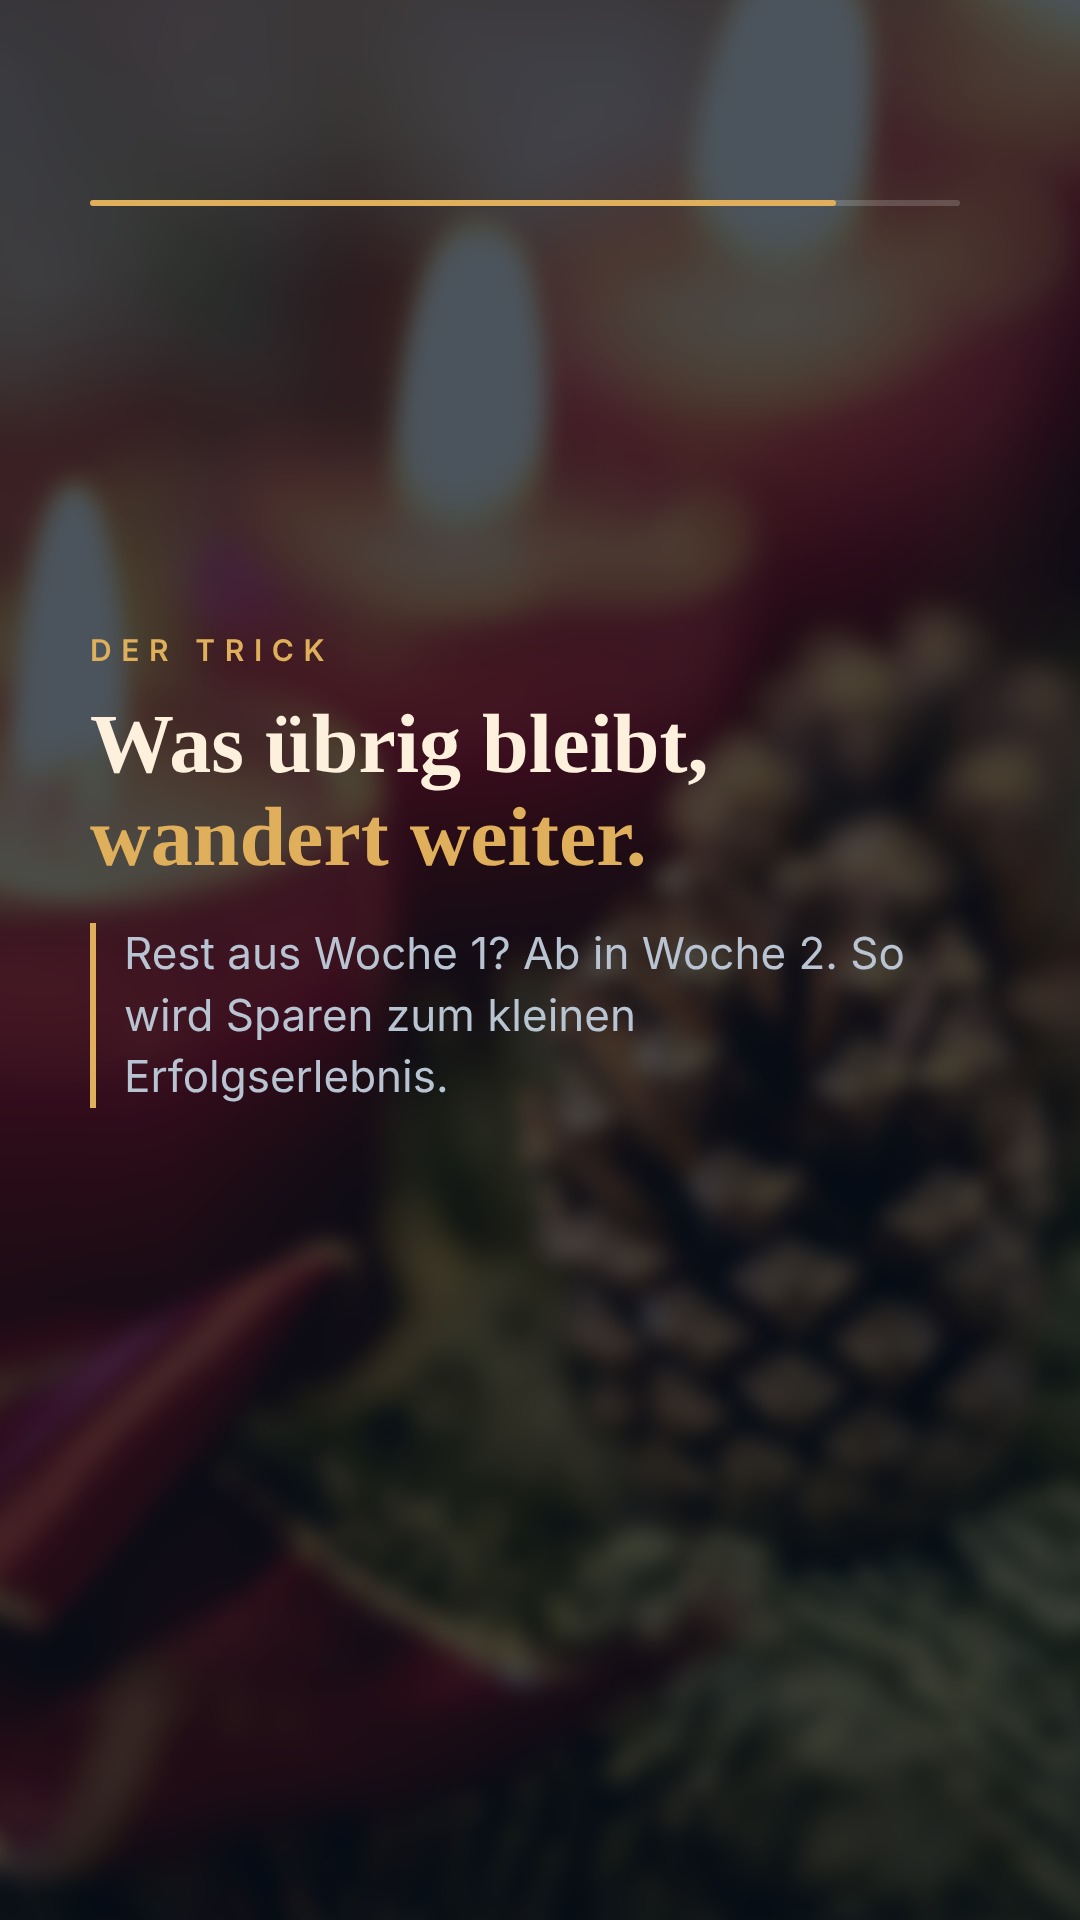 DER TRICK
Was übrig bleibt,
wandert weiter.
Rest aus Woche 1? Ab in Woche 2. So
wird Sparen zum kleinen
Erfolgserlebnis.